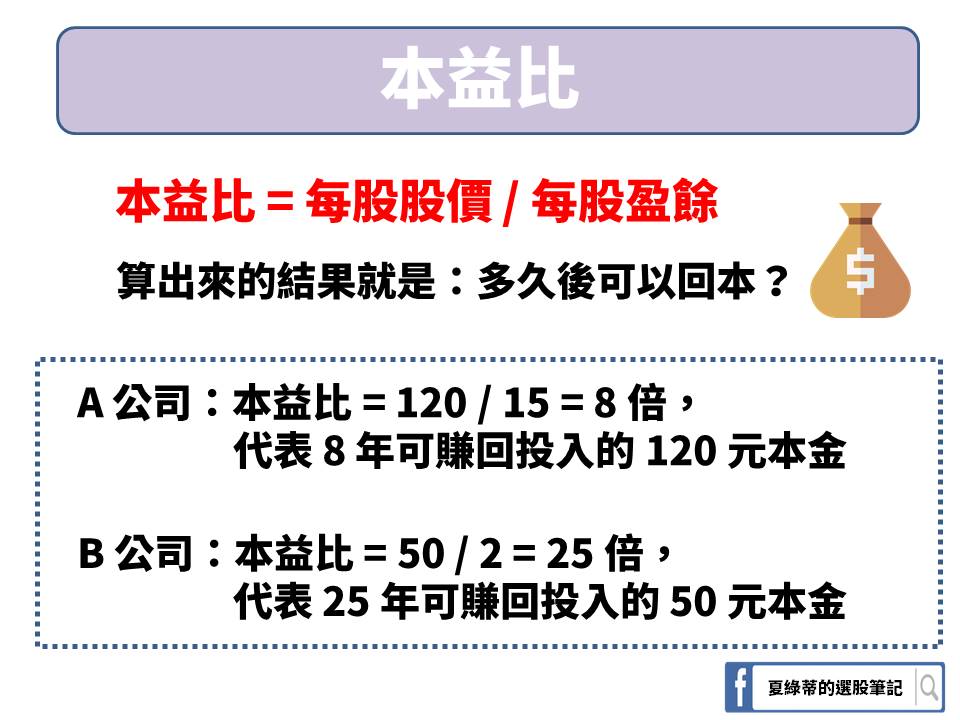 本益比
本益比 = 每股股價 / 每股盈餘
算出來的結果就是：多久後可以回本？
$
A 公司：本益比 = 120 / 15 = 8 倍，
代表 8 年可賺回投入的 120 元本金
B 公司：本益比 = 50 / 2 = 25 倍，
代表 25 年可賺回投入的 50 元本金
f 夏綠蒂的選股筆記